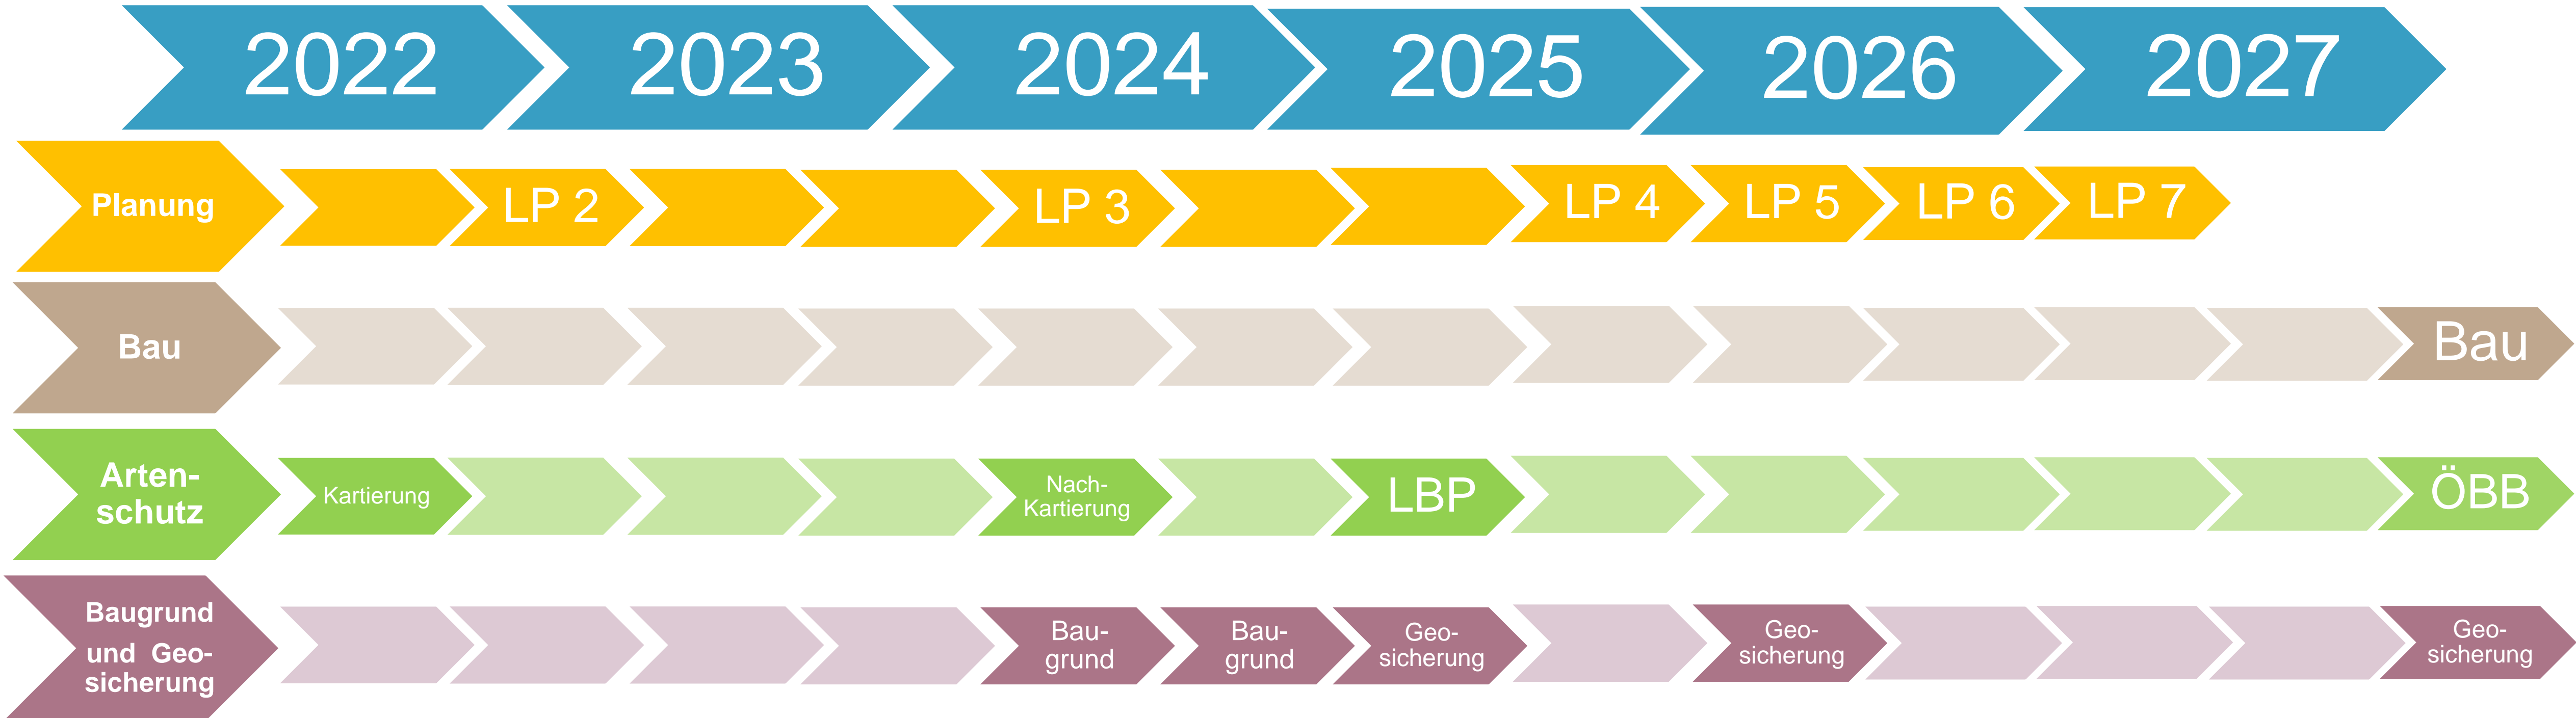 2022 2023 2024 2025 2026 2027
Planung LP 2 LP 3 LP 4 LP 5 LP 6 LP 7
Bau Bau
Arten-
schutz
Kartierung
Nach-
Kartierung
LBP
ÖBB
Baugrund
und Geo-
sicherung
Bau-
grund
Bau-
grund
Geo-
sicherung
Geo-
sicherung
Geo-
sicherung